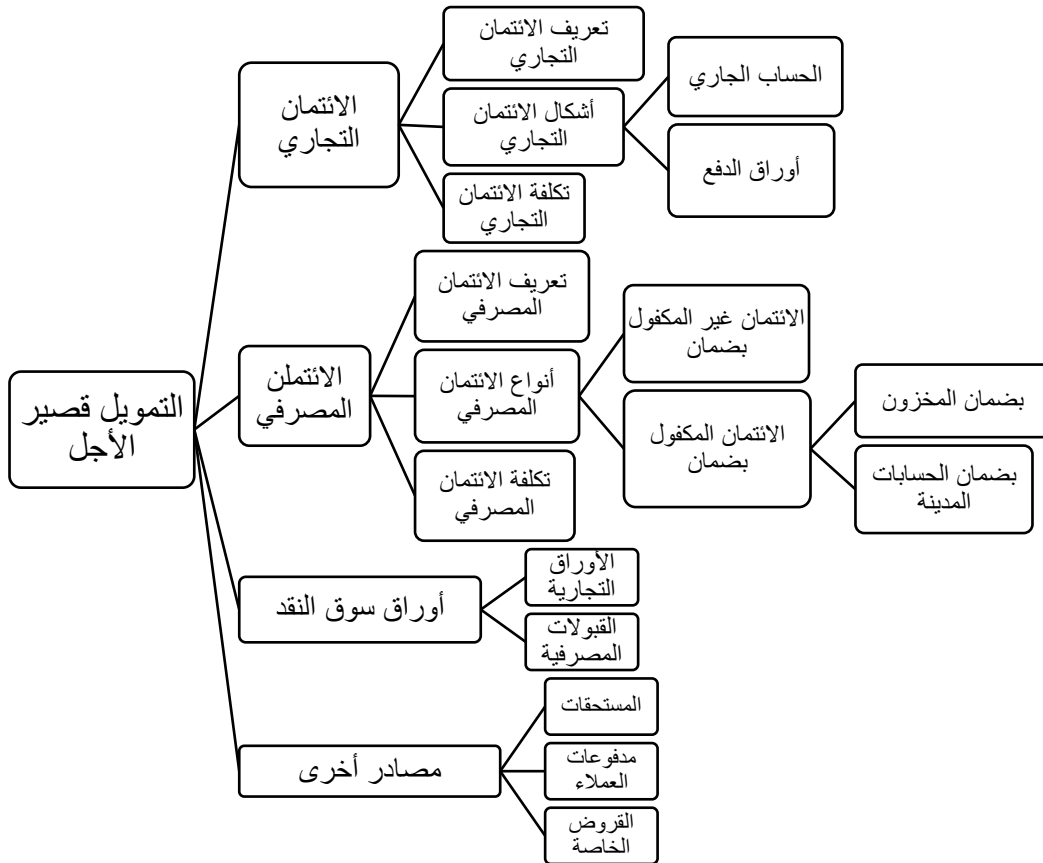 التمويل قصير
الأجل
الائتمان
التجاري
تعريف الائتمان
التجاري
أشكال الائتمان
التجاري
الحساب الجاري
أوراق الدفع
تكلفة الائتمان
التجاري
الائتملن
المصرفي
تعريف الائتمان
المصرفي
أنواع الائتمان
المصرفي
الائتمان غير المكفول
بضمان
الائتمان المكفول
بضمان
بضمان المخزون
بضمان الحسابات
المدينة
تكلفة الائتمان
المصرفي
أوراق سوق النقد
الأوراق
التجارية
القبولات
المصرفية
مصادر أخرى
المستحقات
مدفوعات
العملاء
القروض
الخاصة